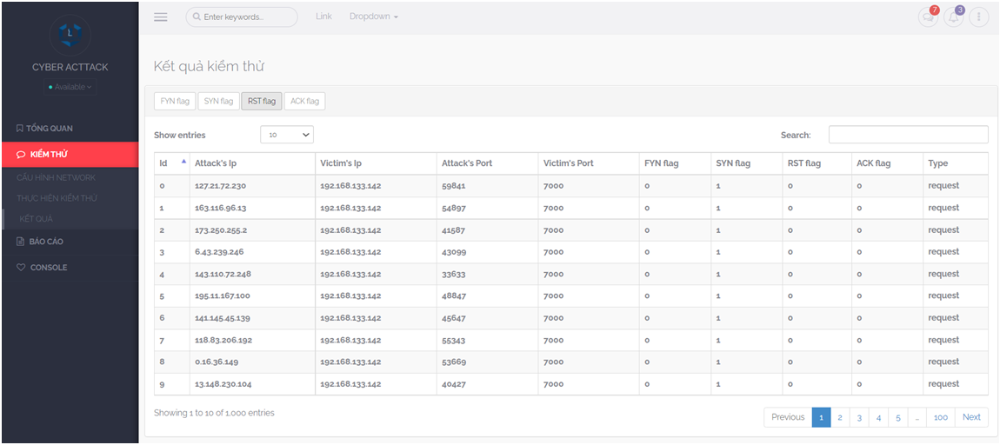 L
CYBER ACTTACK
Available
TỔNG QUAN
KIỂM THỬ
CẤU HÌNH NETWORK
THỰC HIỆN KIỂM THỬ
KẾT QUẢ
BÁO CÁO
CONSOLE
Enter keywords... Link Dropdown 7 3
Kết quả kiểm thử
FYN flag SYN flag RST flag ACK flag
Show entries 10 Search:
Id Attack's Ip Victim's Ip Attack's Port Victim's Port FYN flag SYN flag RST flag ACK flag Type
0 127.21.72.230 192.168.133.142 59841 7000 0 1 0 0 request
1 163.116.96.13 192.168.133.142 54897 7000 0 1 0 0 request
2 173.250.255.2 192.168.133.142 41587 7000 0 1 0 0 request
3 6.43.239.246 192.168.133.142 43099 7000 0 1 0 0 request
4 143.110.72.248 192.168.133.142 33633 7000 0 1 0 0 request
5 195.11.167.100 192.168.133.142 48847 7000 0 1 0 0 request
6 141.145.45.139 192.168.133.142 45647 7000 0 1 0 0 request
7 118.83.206.192 192.168.133.142 55343 7000 0 1 0 0 request
8 0.16.36.149 192.168.133.142 53669 7000 0 1 0 0 request
9 13.148.230.104 192.168.133.142 40427 7000 0 1 0 0 request
Showing 1 to 10 of 1,000 entries
Previous 1 2 3 4 5 … 100 Next